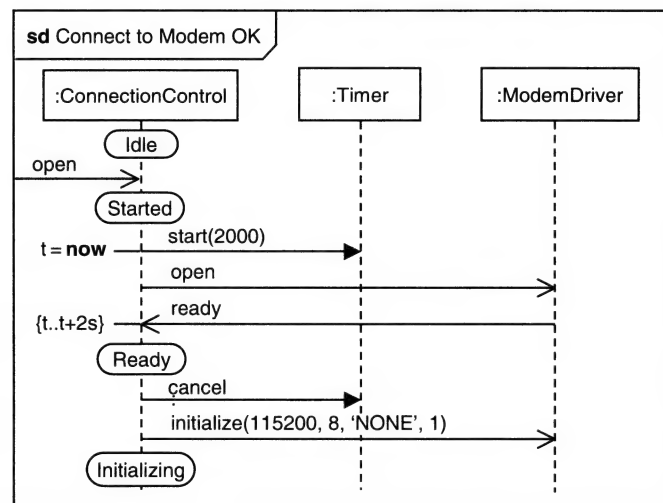 sd Connect to Modem OK
:ConnectionControl
:Timer
:ModemDriver
Idle
open
Started
t = now
start(2000)
open
ready
{t..t+2s}
Ready
cancel
initialize(115200, 8, ‘NONE’, 1)
Initializing